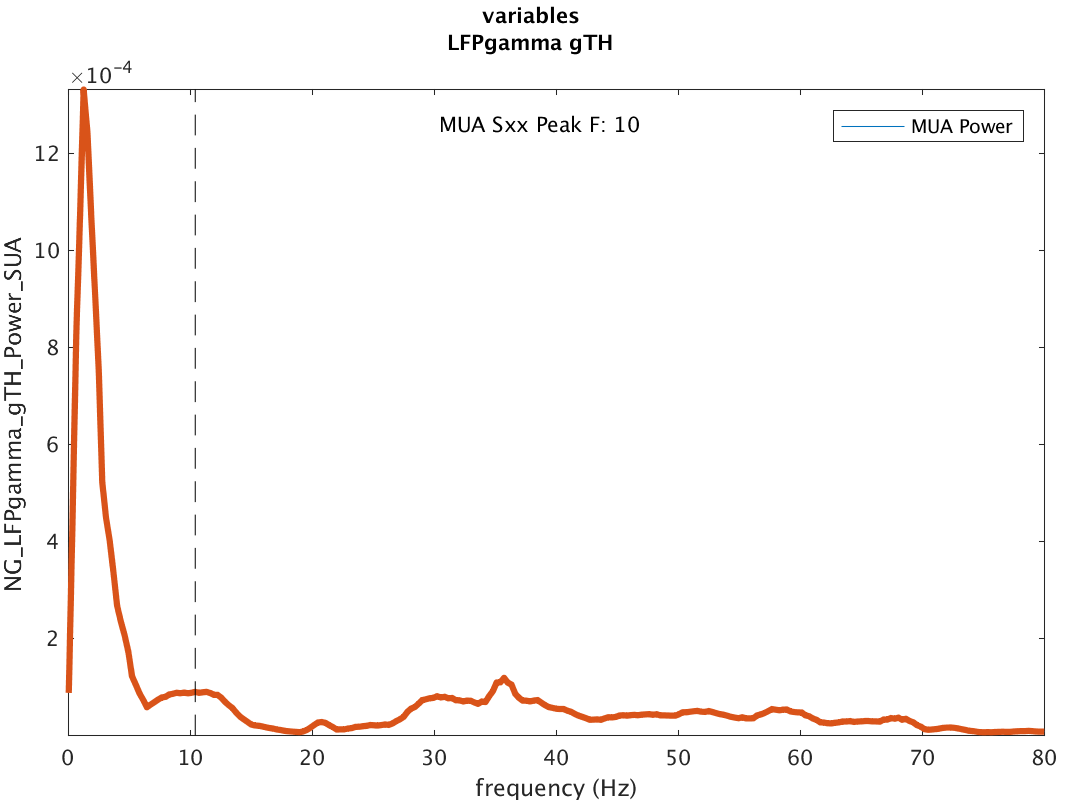 variables
LFPgamma gTH
×10⁻⁴
MUA Sxx Peak F: 10
MUA Power
12
10
8
6
4
2
NG_LFPgamma_gTH_Power_SUA
0 10 20 30 40 50 60 70 80
frequency (Hz)